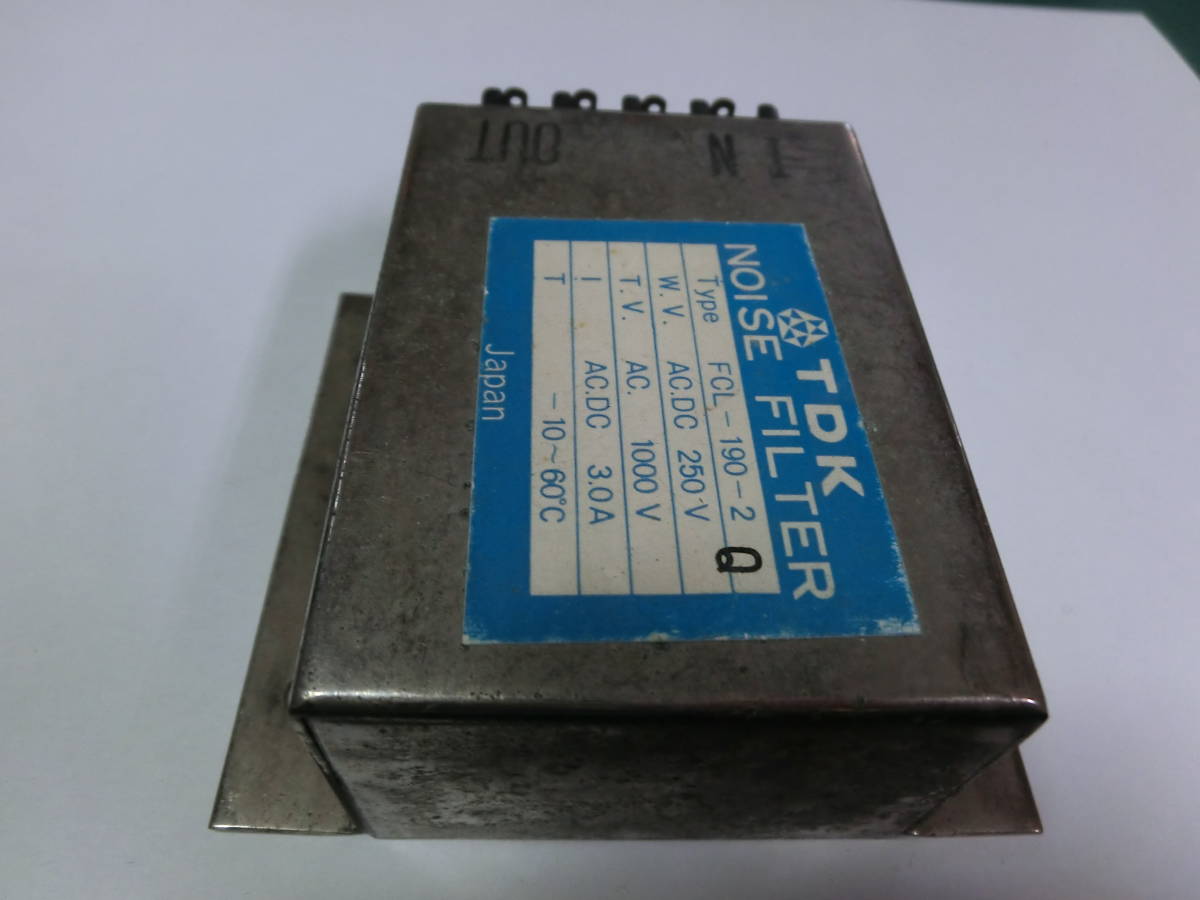 OUT
IN
TDK
NOISE FILTER
Type FCL-190-2 Q
W.V. AC.DC 250V
T.V. AC. 1000V
I AC.DC 3.0A
T -10~60°C
Japan